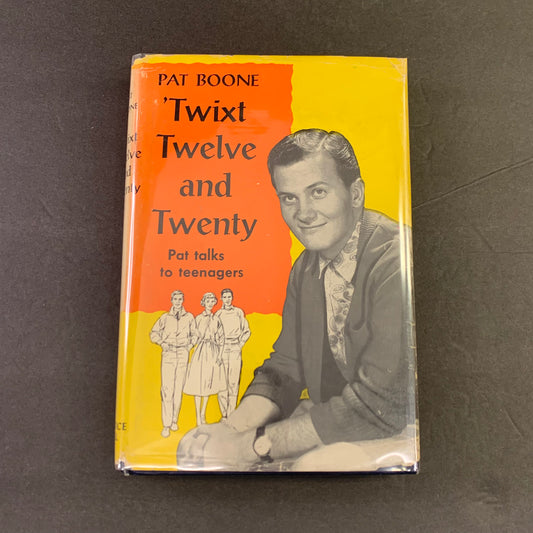 PAT BOONE
'Twixt
Twelve
and
Twenty
Pat talks
to teenagers